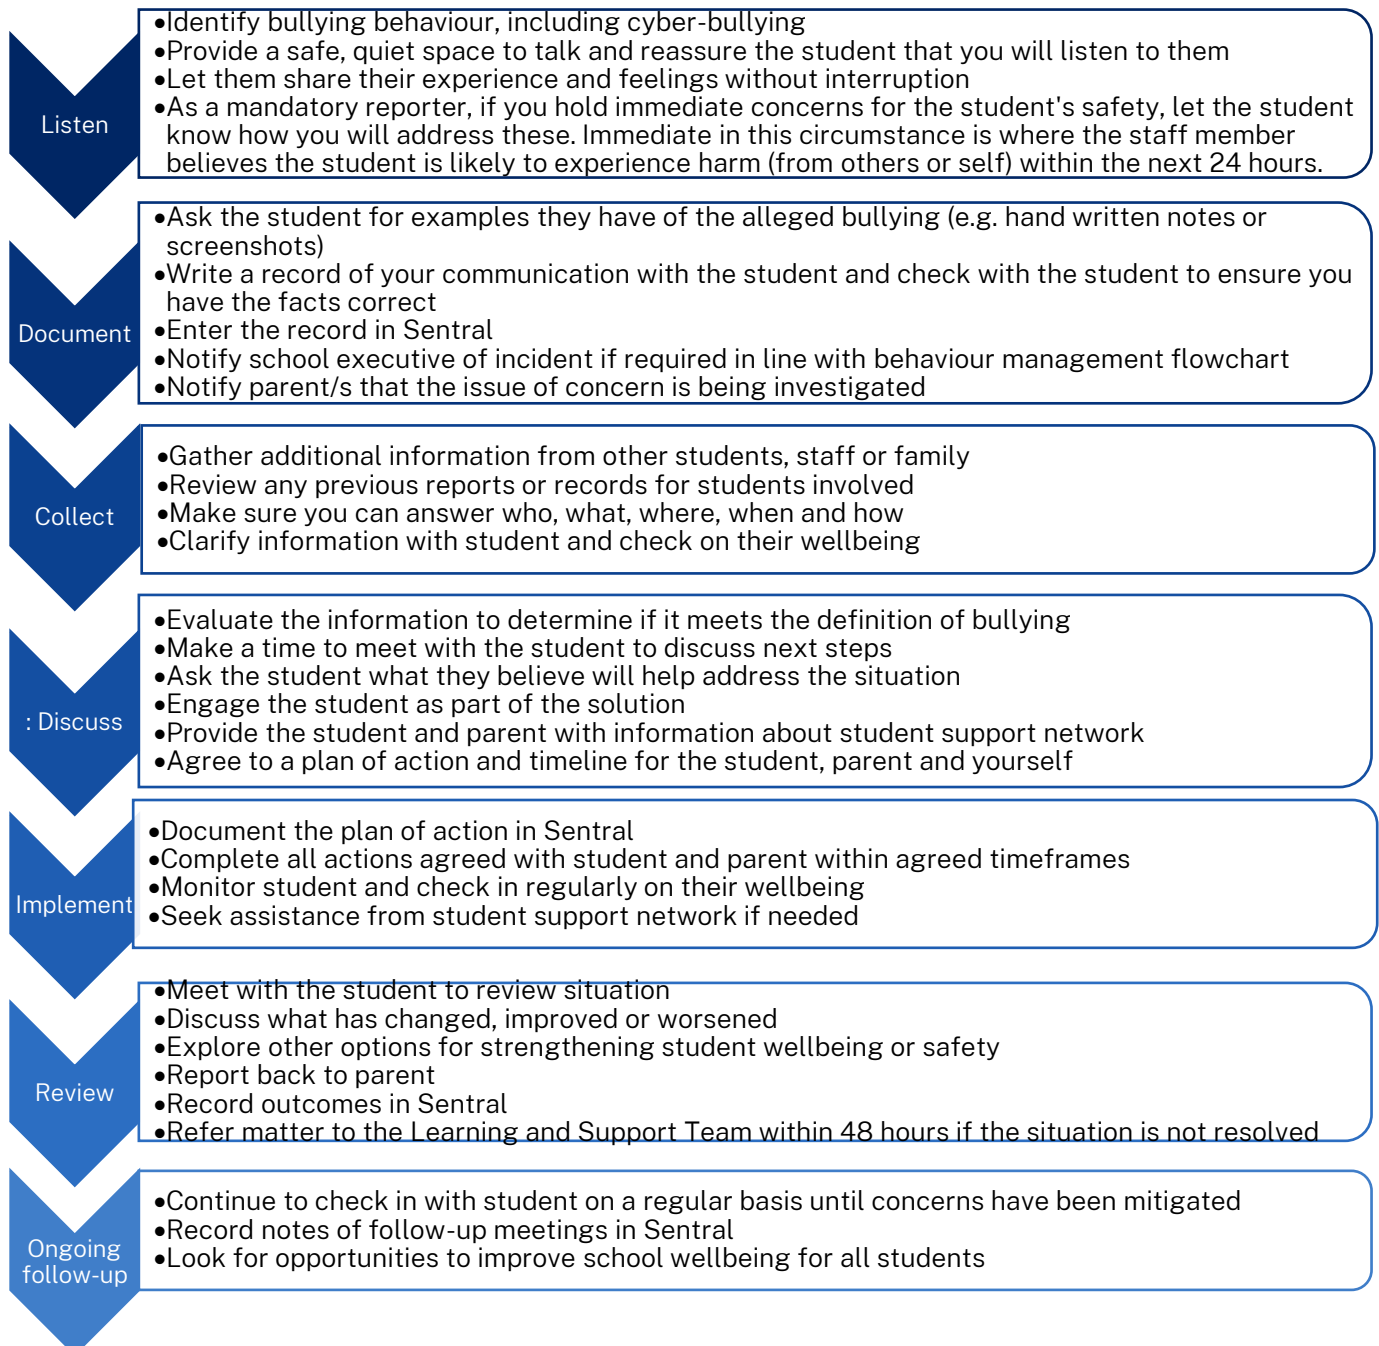 Listen
•Identify bullying behaviour, including cyber-bullying
•Provide a safe, quiet space to talk and reassure the student that you will listen to them
•Let them share their experience and feelings without interruption
•As a mandatory reporter, if you hold immediate concerns for the student's safety, let the student
know how you will address these. Immediate in this circumstance is where the staff member
believes the student is likely to experience harm (from others or self) within the next 24 hours.
Document
•Ask the student for examples they have of the alleged bullying (e.g. hand written notes or
screenshots)
•Write a record of your communication with the student and check with the student to ensure you
have the facts correct
•Enter the record in Sentral
•Notify school executive of incident if required in line with behaviour management flowchart
•Notify parent/s that the issue of concern is being investigated
Collect
•Gather additional information from other students, staff or family
•Review any previous reports or records for students involved
•Make sure you can answer who, what, where, when and how
•Clarify information with student and check on their wellbeing
: Discuss
•Evaluate the information to determine if it meets the definition of bullying
•Make a time to meet with the student to discuss next steps
•Ask the student what they believe will help address the situation
•Engage the student as part of the solution
•Provide the student and parent with information about student support network
•Agree to a plan of action and timeline for the student, parent and yourself
Implement
•Document the plan of action in Sentral
•Complete all actions agreed with student and parent within agreed timeframes
•Monitor student and check in regularly on their wellbeing
•Seek assistance from student support network if needed
Review
•Meet with the student to review situation
•Discuss what has changed, improved or worsened
•Explore other options for strengthening student wellbeing or safety
•Report back to parent
•Record outcomes in Sentral
•Refer matter to the Learning and Support Team within 48 hours if the situation is not resolved
Ongoing
follow-up
•Continue to check in with student on a regular basis until concerns have been mitigated
•Record notes of follow-up meetings in Sentral
•Look for opportunities to improve school wellbeing for all students